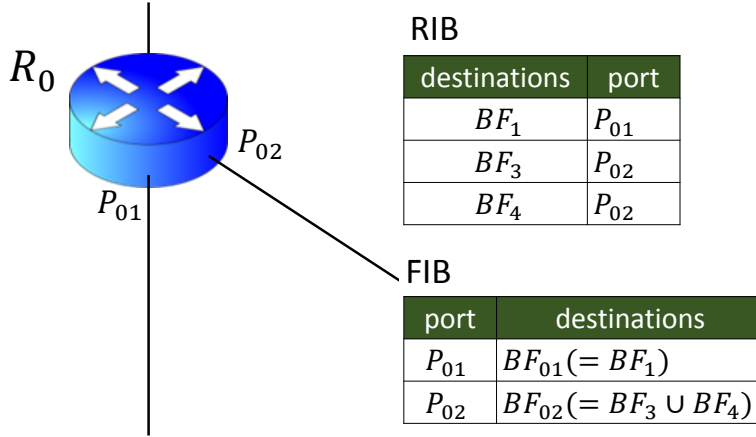 R₀
P₀₂
P₀₁
RIB
destinations port
BF₁ P₀₁
BF₃ P₀₂
BF₄ P₀₂
FIB
port destinations
P₀₁ BF₀₁(= BF₁)
P₀₂ BF₀₂(= BF₃ ∪ BF₄)